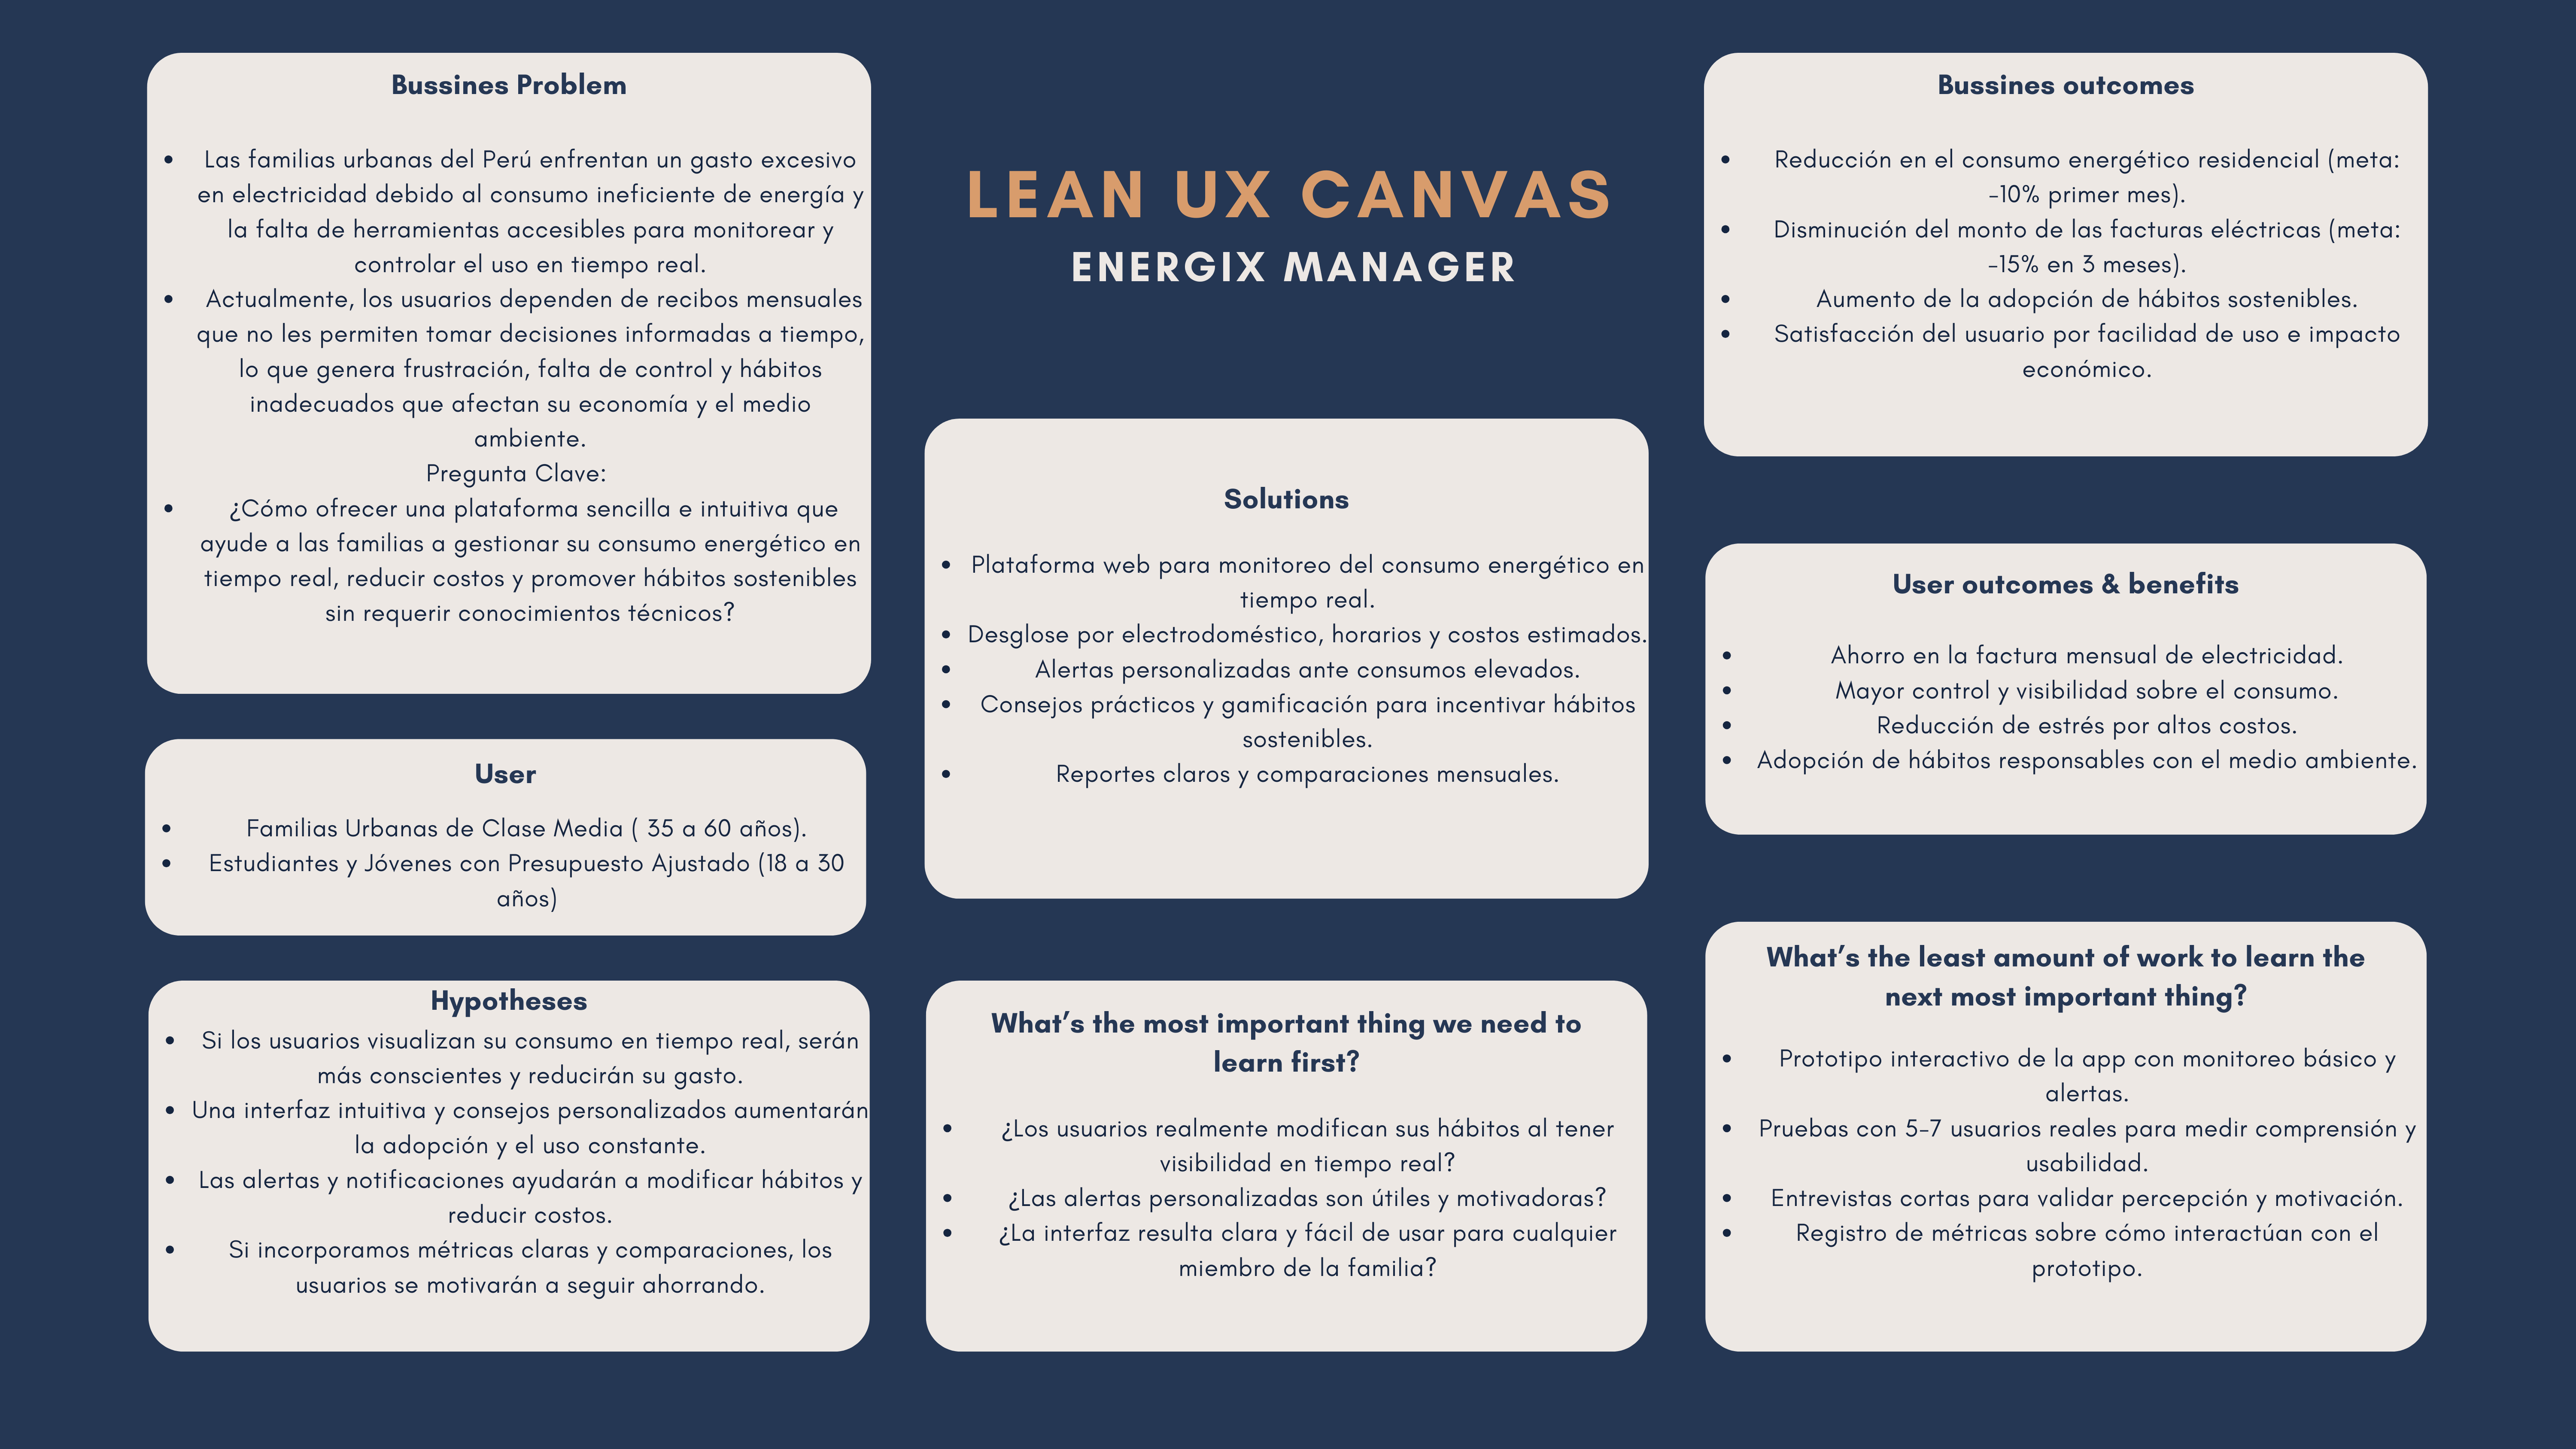 Bussines Problem
• Las familias urbanas del Perú enfrentan un gasto excesivo
en electricidad debido al consumo ineficiente de energía y
la falta de herramientas accesibles para monitorear y
controlar el uso en tiempo real.
• Actualmente, los usuarios dependen de recibos mensuales
que no les permiten tomar decisiones informadas a tiempo,
lo que genera frustración, falta de control y hábitos
inadecuados que afectan su economía y el medio
ambiente.
Pregunta Clave:
• ¿Cómo ofrecer una plataforma sencilla e intuitiva que
ayude a las familias a gestionar su consumo energético en
tiempo real, reducir costos y promover hábitos sostenibles
sin requerir conocimientos técnicos?
User
• Familias Urbanas de Clase Media ( 35 a 60 años).
• Estudiantes y Jóvenes con Presupuesto Ajustado (18 a 30
años)
Hypotheses
• Si los usuarios visualizan su consumo en tiempo real, serán
más conscientes y reducirán su gasto.
• Una interfaz intuitiva y consejos personalizados aumentarán
la adopción y el uso constante.
• Las alertas y notificaciones ayudarán a modificar hábitos y
reducir costos.
• Si incorporamos métricas claras y comparaciones, los
usuarios se motivarán a seguir ahorrando.
LEAN UX CANVAS
ENERGIX MANAGER
Solutions
• Plataforma web para monitoreo del consumo energético en
tiempo real.
• Desglose por electrodoméstico, horarios y costos estimados.
• Alertas personalizadas ante consumos elevados.
• Consejos prácticos y gamificación para incentivar hábitos
sostenibles.
• Reportes claros y comparaciones mensuales.
What's the most important thing we need to
learn first?
• ¿Los usuarios realmente modifican sus hábitos al tener
visibilidad en tiempo real?
• ¿Las alertas personalizadas son útiles y motivadoras?
• ¿La interfaz resulta clara y fácil de usar para cualquier
miembro de la familia?
Bussines outcomes
• Reducción en el consumo energético residencial (meta:
-10% primer mes).
• Disminución del monto de las facturas eléctricas (meta:
-15% en 3 meses).
• Aumento de la adopción de hábitos sostenibles.
• Satisfacción del usuario por facilidad de uso e impacto
económico.
User outcomes & benefits
• Ahorro en la factura mensual de electricidad.
• Mayor control y visibilidad sobre el consumo.
• Reducción de estrés por altos costos.
• Adopción de hábitos responsables con el medio ambiente.
What's the least amount of work to learn the
next most important thing?
• Prototipo interactivo de la app con monitoreo básico y
alertas.
• Pruebas con 5-7 usuarios reales para medir comprensión y
usabilidad.
• Entrevistas cortas para validar percepción y motivación.
• Registro de métricas sobre cómo interactúan con el
prototipo.